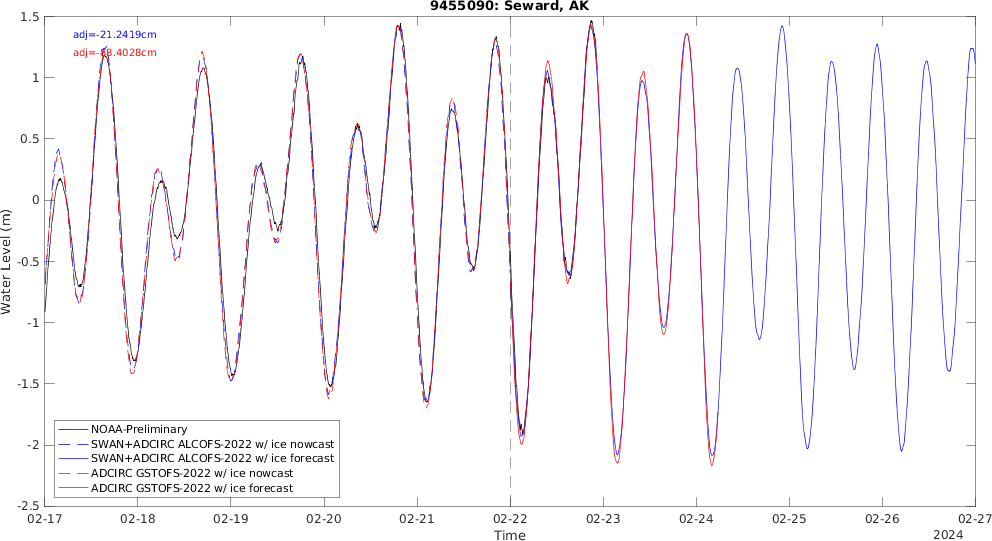 9455090: Seward, AK
adj=-21.2419cm
1.5
1
0.5
0
-0.5
-1
-1.5
-2
-2.5
Water Level (m)
NOAA-Preliminary
SWAN+ADCIRC ALCOFS-2022 w/ ice nowcast
SWAN+ADCIRC ALCOFS-2022 w/ ice forecast
ADCIRC GSTOFS-2022 w/ ice nowcast
ADCIRC GSTOFS-2022 w/ ice forecast
02-17 02-18 02-19 02-20 02-21 02-22 02-23 02-24 02-25 02-26 02-27
Time
2024